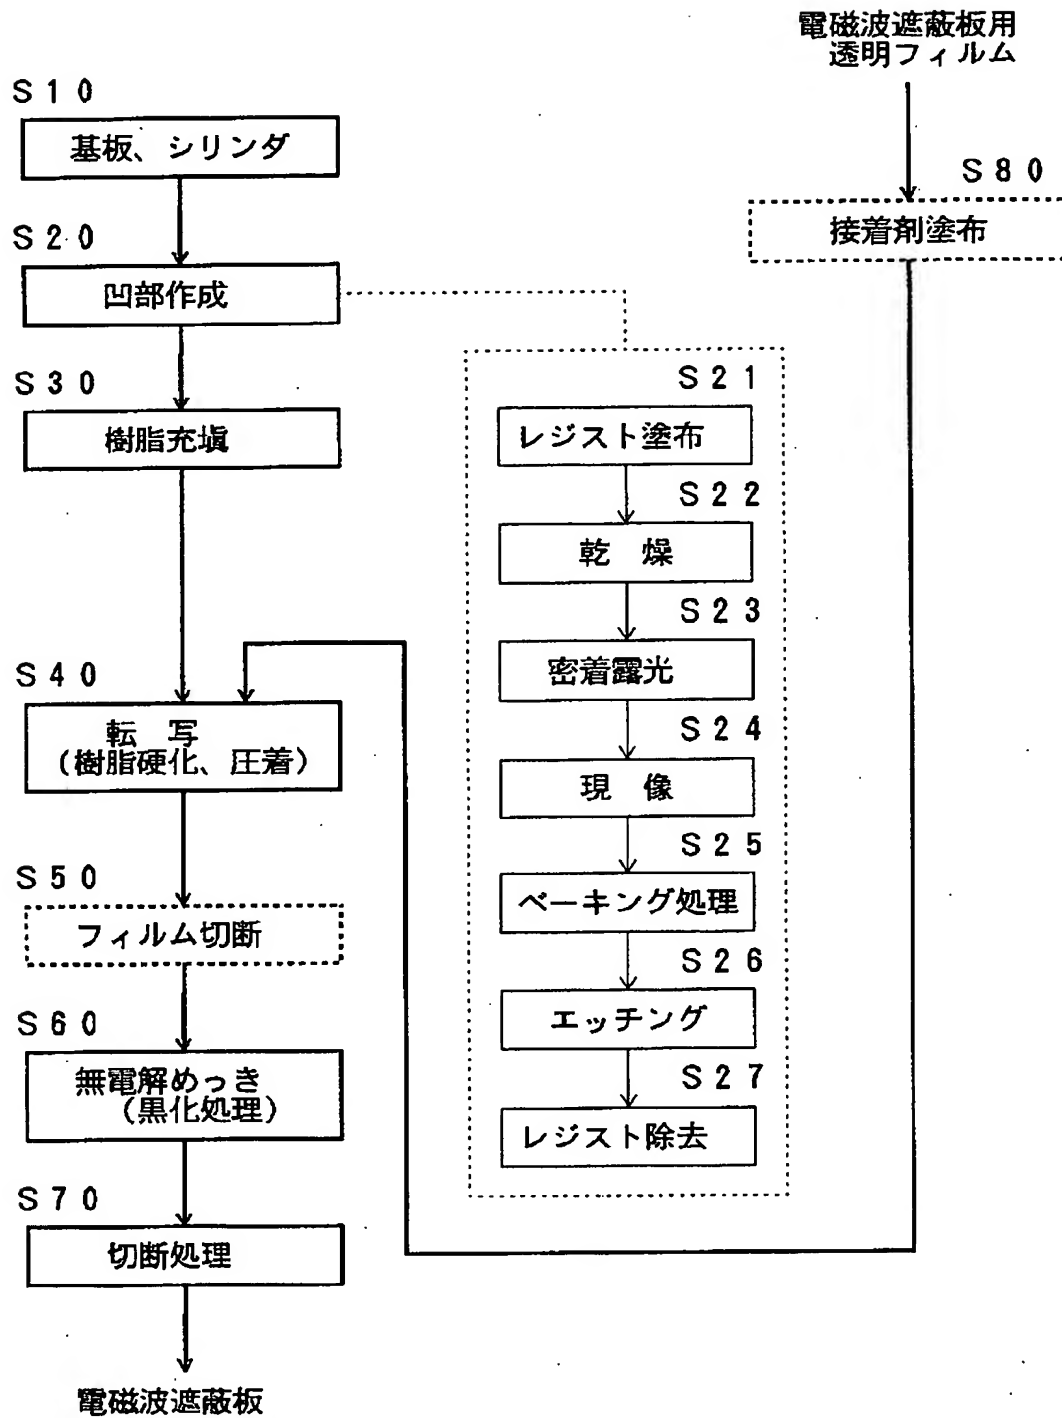 電磁波遮蔽板用
透明フィルム
S10
基板、シリンダ
S80
接着剤塗布
S20
凹部作成
S30
樹脂充填
S21
レジスト塗布
S22
乾 燥
S23
密着露光
S24
現 像
S25
ベーキング処理
S26
エッチング
S27
レジスト除去
S40
転 写
(樹脂硬化、圧着)
S50
フィルム切断
S60
無電解めっき
(黒化処理)
S70
切断処理
電磁波遮蔽板